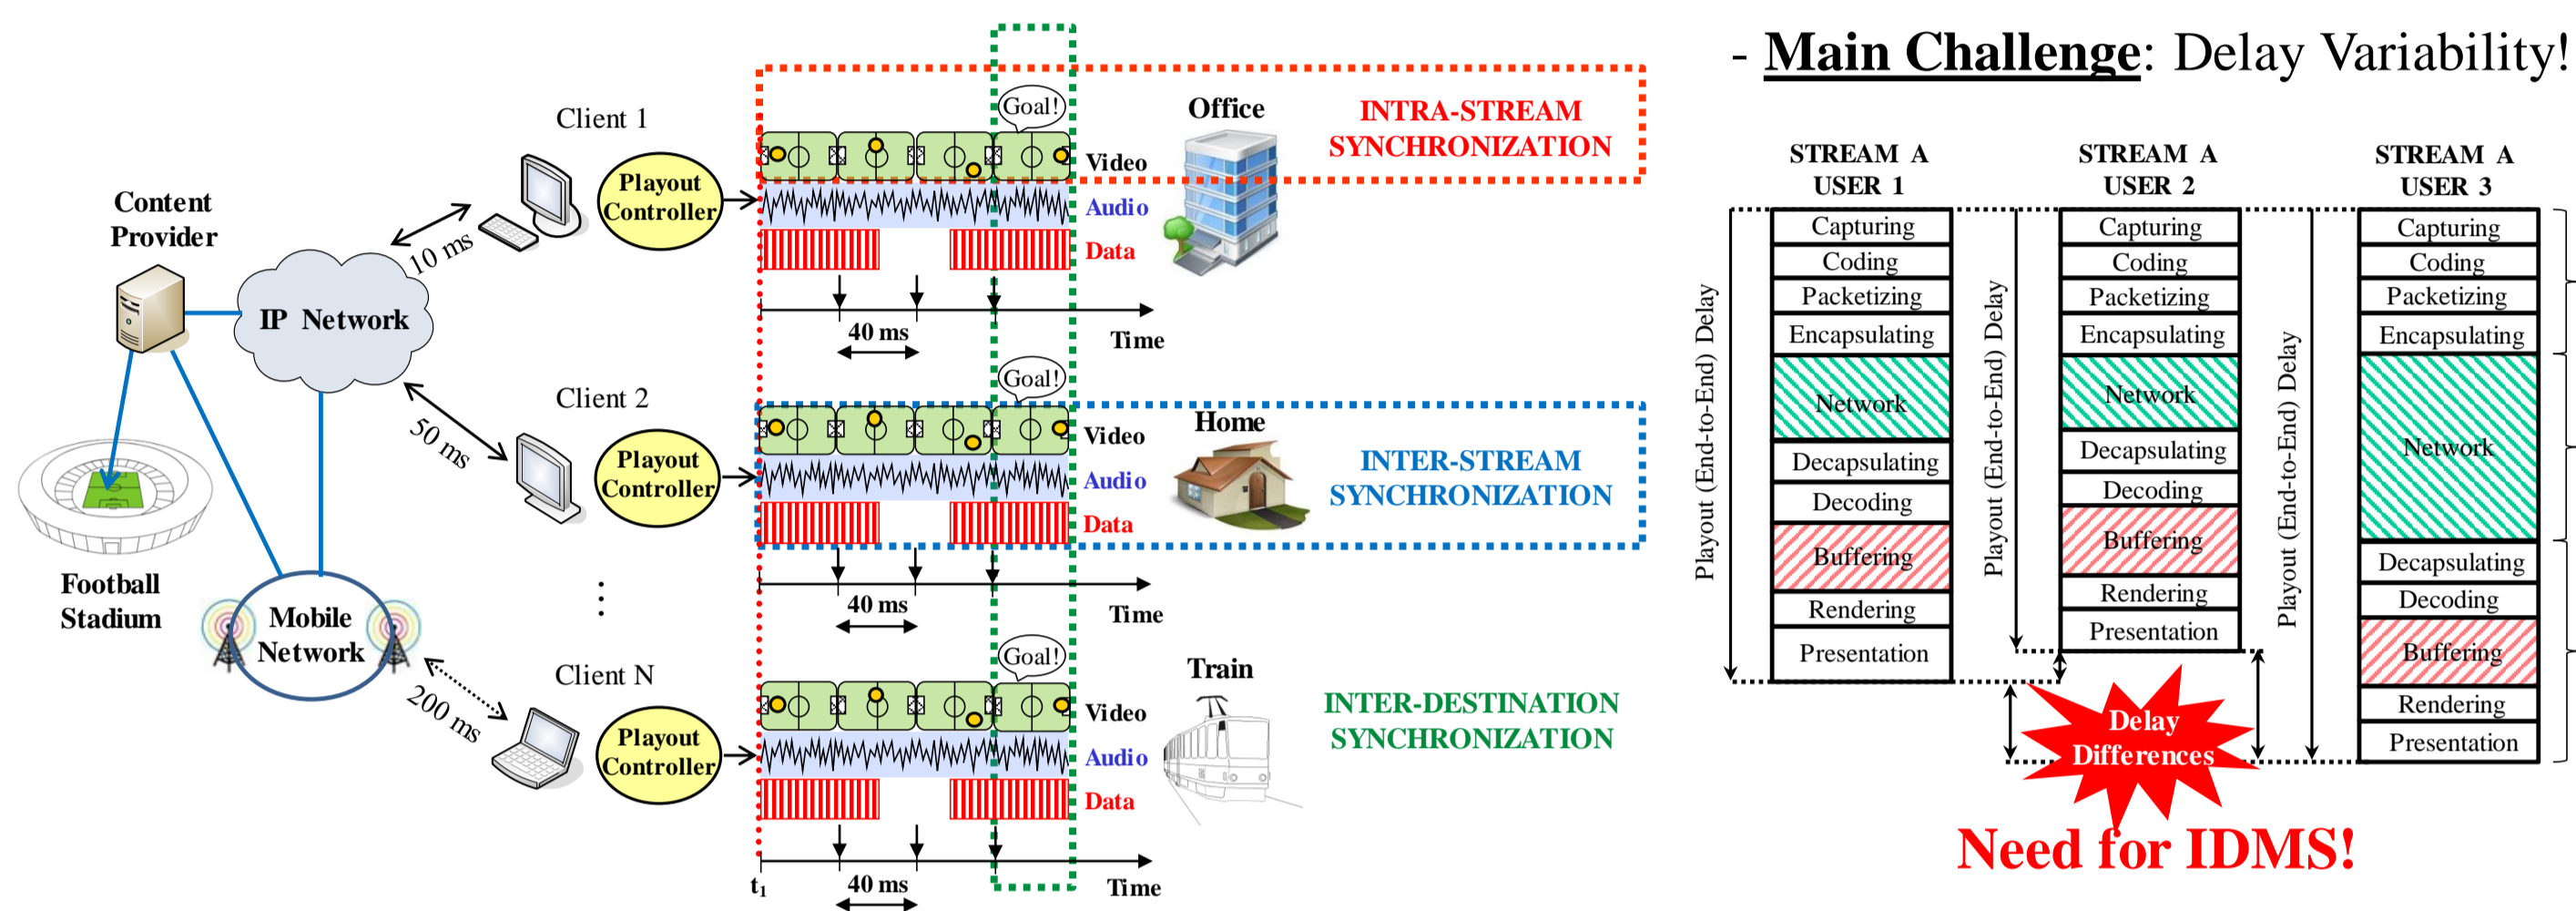 Content
Provider
IP Network
Football
Stadium
Mobile
Network
10 ms
50 ms
200 ms
Client 1
Playout
Controller
Goal!
Video
Audio
Data
40 ms
Time
Office
INTRA-STREAM
SYNCHRONIZATION
Client 2
Playout
Controller
Goal!
Video
Audio
Data
40 ms
Time
Home
INTER-STREAM
SYNCHRONIZATION
Client N
Playout
Controller
Goal!
Video
Audio
Data
t1
40 ms
Time
Train
INTER-DESTINATION
SYNCHRONIZATION
- Main Challenge: Delay Variability!
STREAM A
USER 1
Playout (End-to-End) Delay
Capturing
Coding
Packetizing
Encapsulating
Network
Decapsulating
Decoding
Buffering
Rendering
Presentation
STREAM A
USER 2
Playout (End-to-End) Delay
Capturing
Coding
Packetizing
Encapsulating
Network
Decapsulating
Decoding
Buffering
Rendering
Presentation
STREAM A
USER 3
Playout (End-to-End) Delay
Capturing
Coding
Packetizing
Encapsulating
Network
Decapsulating
Decoding
Buffering
Rendering
Presentation
Delay
Differences
Need for IDMS!